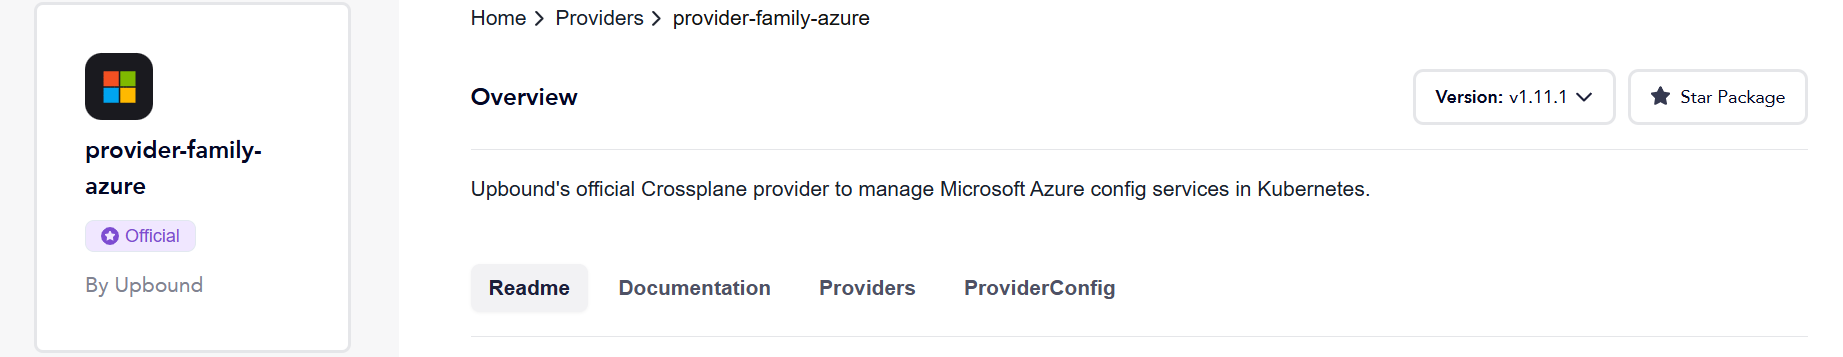 provider-family-
azure
Official
By Upbound
Home > Providers > provider-family-azure
Overview
Version: v1.11.1
Star Package
Upbound's official Crossplane provider to manage Microsoft Azure config services in Kubernetes.
Readme Documentation Providers ProviderConfig